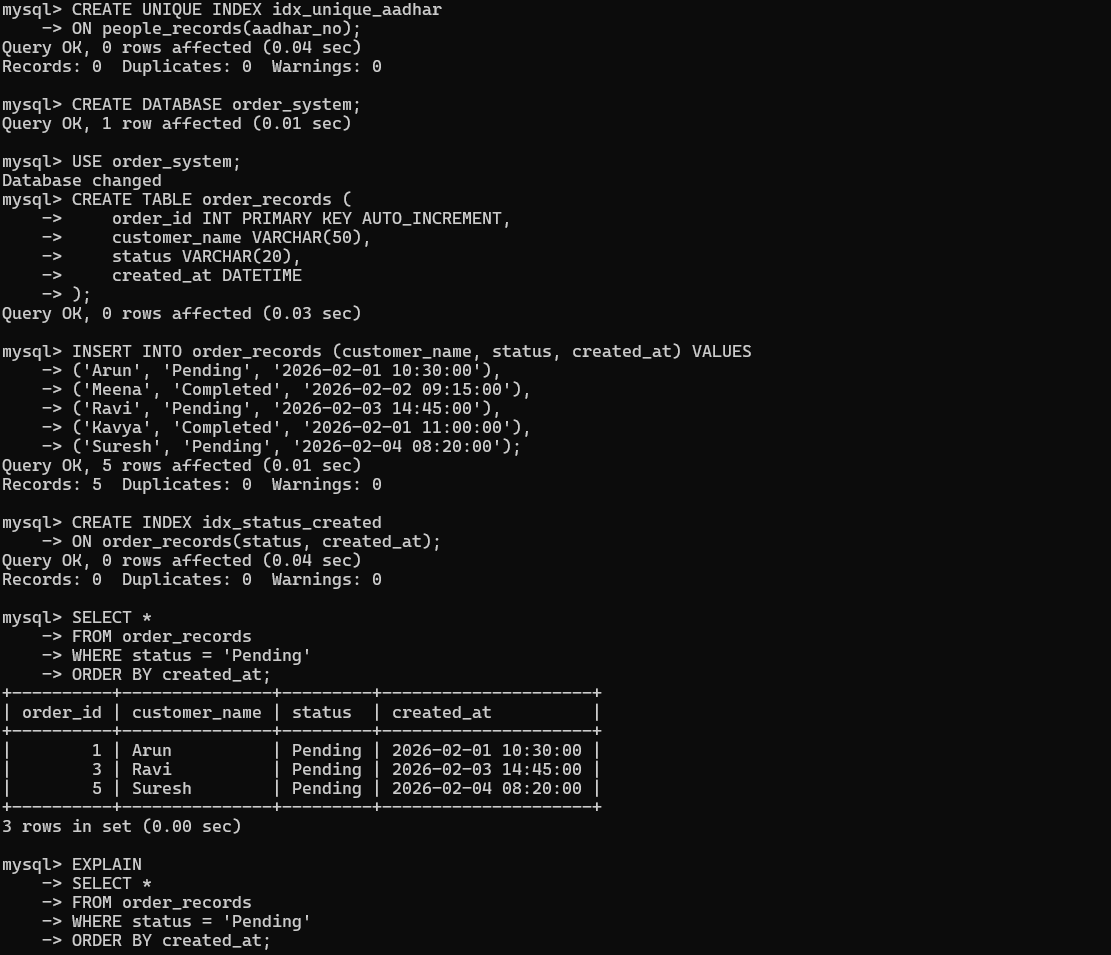 mysql> CREATE UNIQUE INDEX idx_unique_aadhar
    -> ON people_records(aadhar_no);
Query OK, 0 rows affected (0.04 sec)
Records: 0  Duplicates: 0  Warnings: 0

mysql> CREATE DATABASE order_system;
Query OK, 1 row affected (0.01 sec)

mysql> USE order_system;
Database changed
mysql> CREATE TABLE order_records (
    ->     order_id INT PRIMARY KEY AUTO_INCREMENT,
    ->     customer_name VARCHAR(50),
    ->     status VARCHAR(20),
    ->     created_at DATETIME
    -> );
Query OK, 0 rows affected (0.03 sec)

mysql> INSERT INTO order_records (customer_name, status, created_at) VALUES
    -> ('Arun', 'Pending', '2026-02-01 10:30:00'),
    -> ('Meena', 'Completed', '2026-02-02 09:15:00'),
    -> ('Ravi', 'Pending', '2026-02-03 14:45:00'),
    -> ('Kavya', 'Completed', '2026-02-01 11:00:00'),
    -> ('Suresh', 'Pending', '2026-02-04 08:20:00');
Query OK, 5 rows affected (0.01 sec)
Records: 5  Duplicates: 0  Warnings: 0

mysql> CREATE INDEX idx_status_created
    -> ON order_records(status, created_at);
Query OK, 0 rows affected (0.04 sec)
Records: 0  Duplicates: 0  Warnings: 0

mysql> SELECT *
    -> FROM order_records
    -> WHERE status = 'Pending'
    -> ORDER BY created_at;
+----------+---------------+---------+---------------------+
| order_id | customer_name | status  | created_at          |
+----------+---------------+---------+---------------------+
|        1 | Arun          | Pending | 2026-02-01 10:30:00 |
|        3 | Ravi          | Pending | 2026-02-03 14:45:00 |
|        5 | Suresh        | Pending | 2026-02-04 08:20:00 |
+----------+---------------+---------+---------------------+
3 rows in set (0.00 sec)

mysql> EXPLAIN
    -> SELECT *
    -> FROM order_records
    -> WHERE status = 'Pending'
    -> ORDER BY created_at;